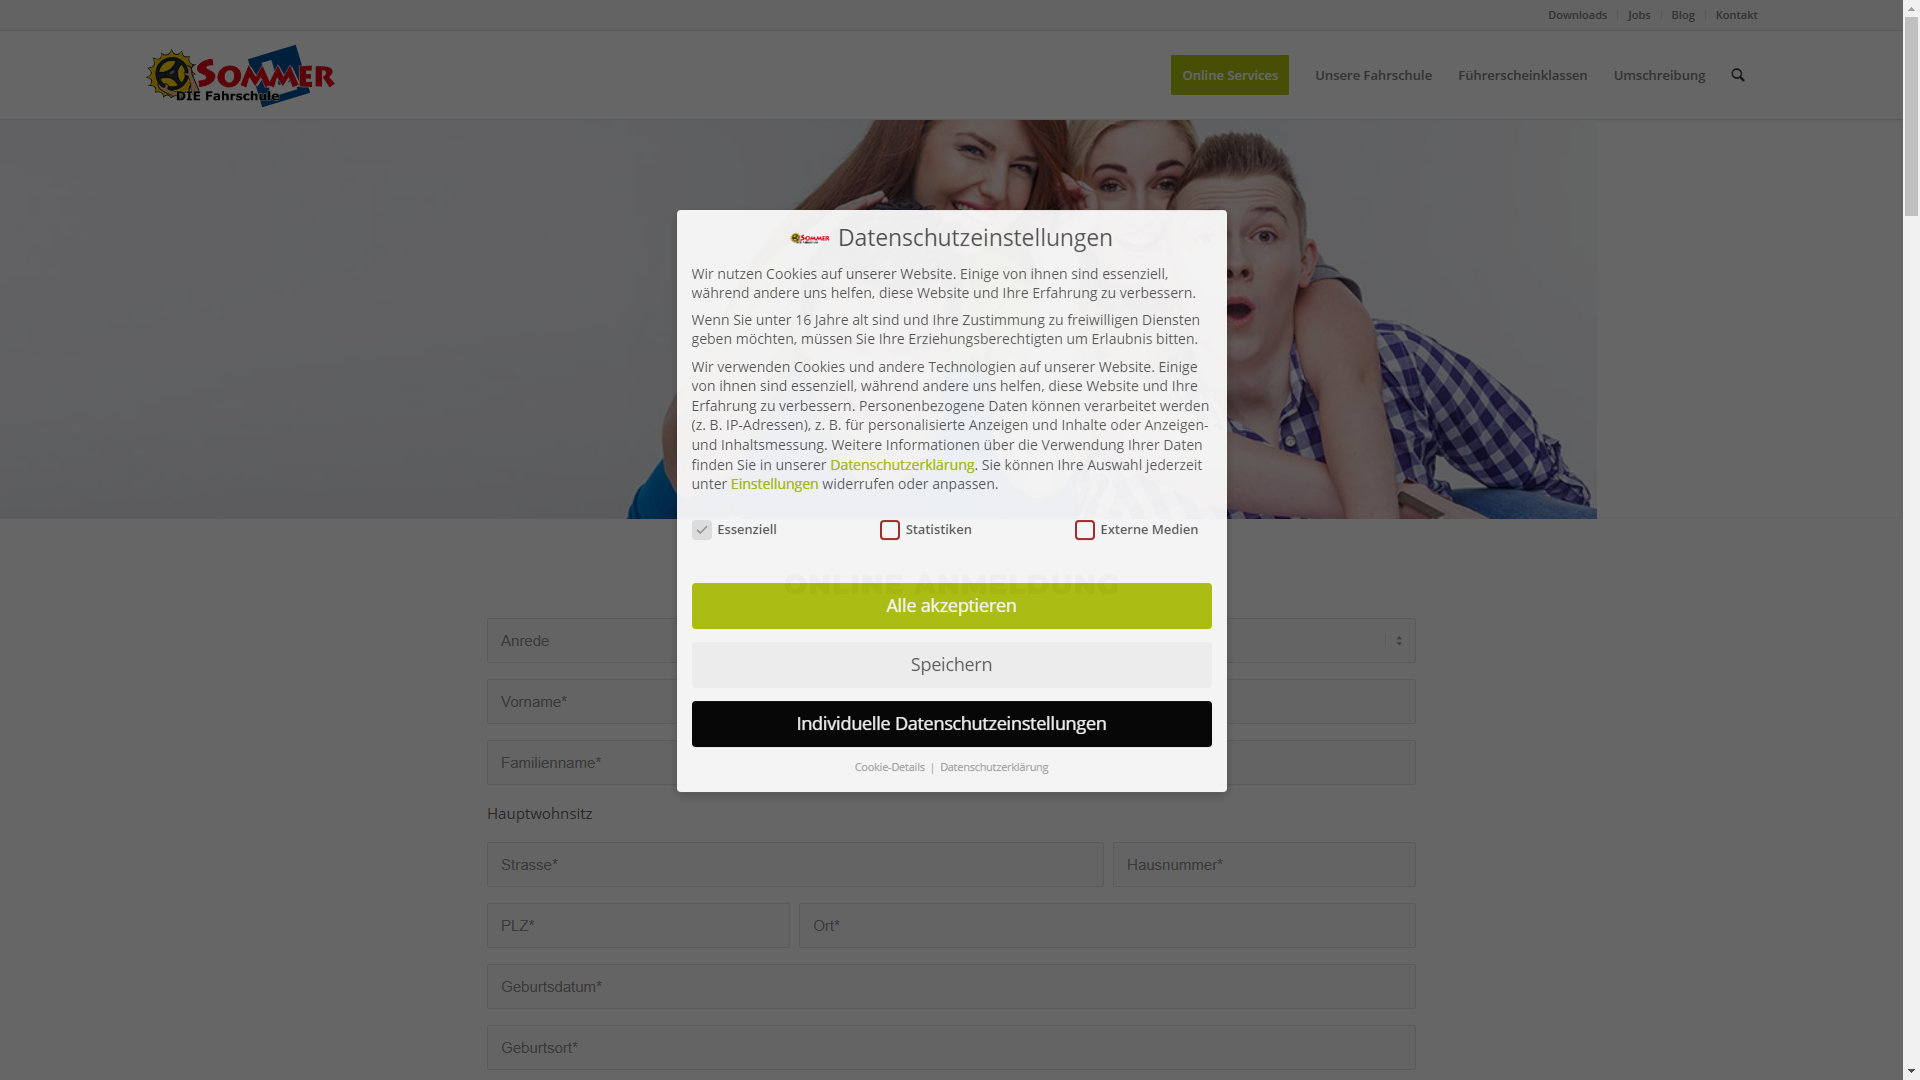 Downloads
Jobs
Blog
Kontakt
SOMMER
DIE Fahrschule
Online Services
Unsere Fahrschule
Führerscheinklassen
Umschreibung
SOMMER
Datenschutzeinstellungen
Wir nutzen Cookies auf unserer Website. Einige von ihnen sind essenziell,
während andere uns helfen, diese Website und Ihre Erfahrung zu verbessern.
Wenn Sie unter 16 Jahre alt sind und Ihre Zustimmung zu freiwilligen Diensten
geben möchten, müssen Sie Ihre Erziehungsberechtigten um Erlaubnis bitten.
Wir verwenden Cookies und andere Technologien auf unserer Website. Einige
von ihnen sind essenziell, während andere uns helfen, diese Website und Ihre
Erfahrung zu verbessern. Personenbezogene Daten können verarbeitet werden
(z. B. IP-Adressen), z. B. für personalisierte Anzeigen und Inhalte oder Anzeigen-
und Inhaltsmessung. Weitere Informationen über die Verwendung Ihrer Daten
finden Sie in unserer Datenschutzerklärung. Sie können Ihre Auswahl jederzeit
unter Einstellungen widerrufen oder anpassen.
Essenziell
Statistiken
Externe Medien
ONLINE ANMELDUNG
Alle akzeptieren
Speichern
Individuelle Datenschutzeinstellungen
Cookie-Details | Datenschutzerklärung
Anrede
Vorname*
Familienname*
Hauptwohnsitz
Strasse*
Hausnummer*
PLZ*
Ort*
Geburtsdatum*
Geburtsort*